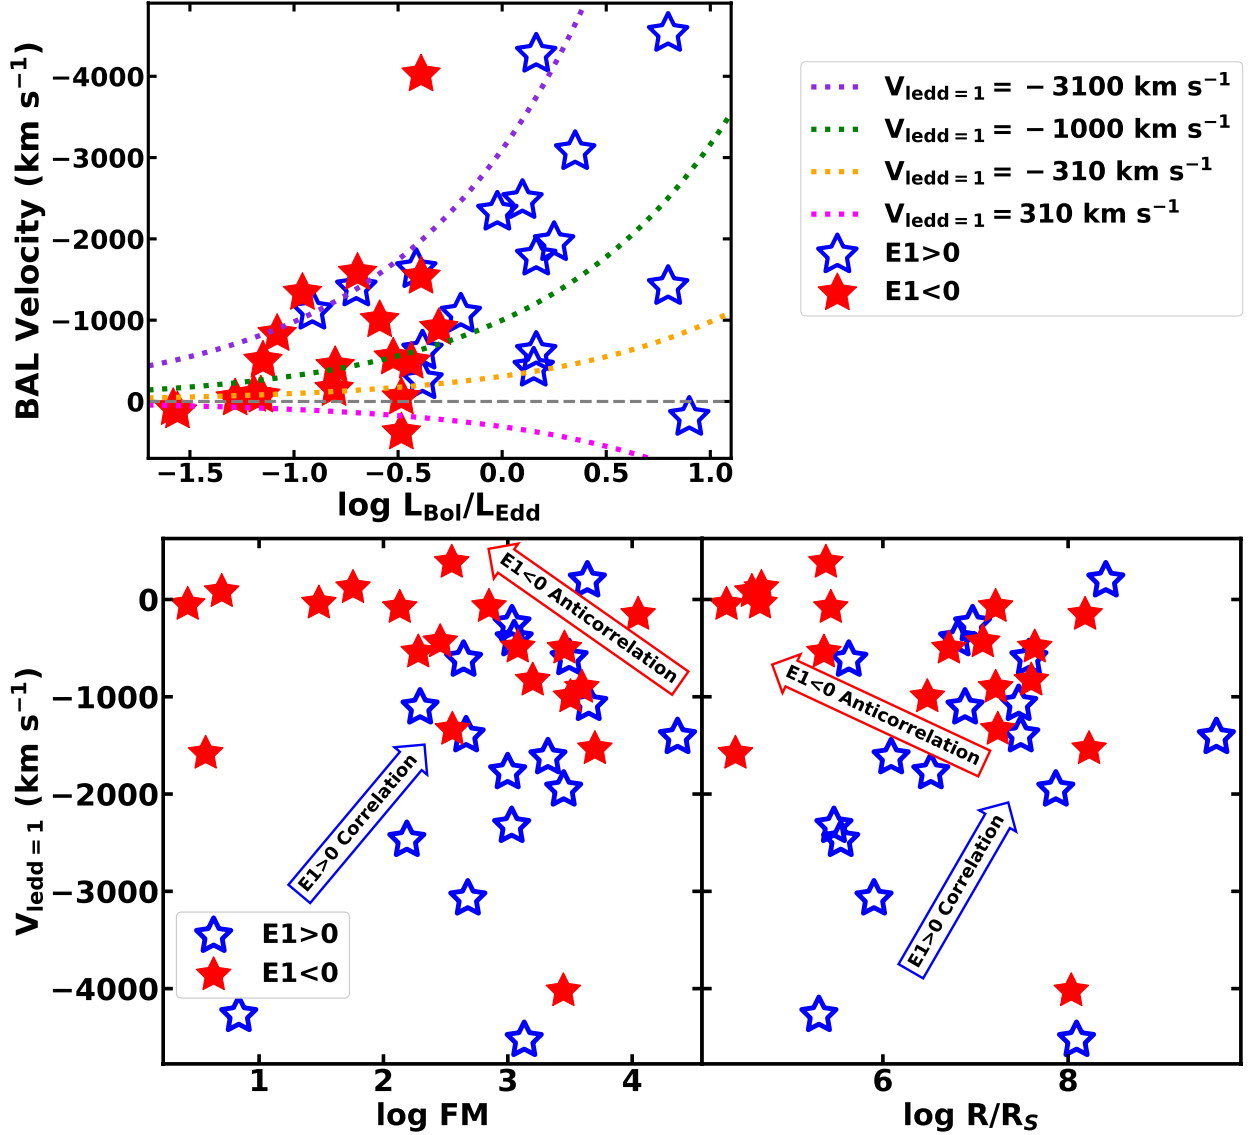 BAL Velocity (km s⁻¹)
−4000
−3000
−2000
−1000
0
−1.5 −1.0 −0.5 0.0 0.5 1.0
log L_Bol/L_Edd
V_ledd=1 = −3100 km s⁻¹
V_ledd=1 = −1000 km s⁻¹
V_ledd=1 = −310 km s⁻¹
V_ledd=1 = 310 km s⁻¹
E1>0
E1<0
V_ledd=1 (km s⁻¹)
0
−1000
−2000
−3000
−4000
E1<0 Anticorrelation
E1>0 Correlation
E1>0
E1<0
1 2 3 4
log FM
E1<0 Anticorrelation
E1>0 Correlation
6 8
log R/R_S